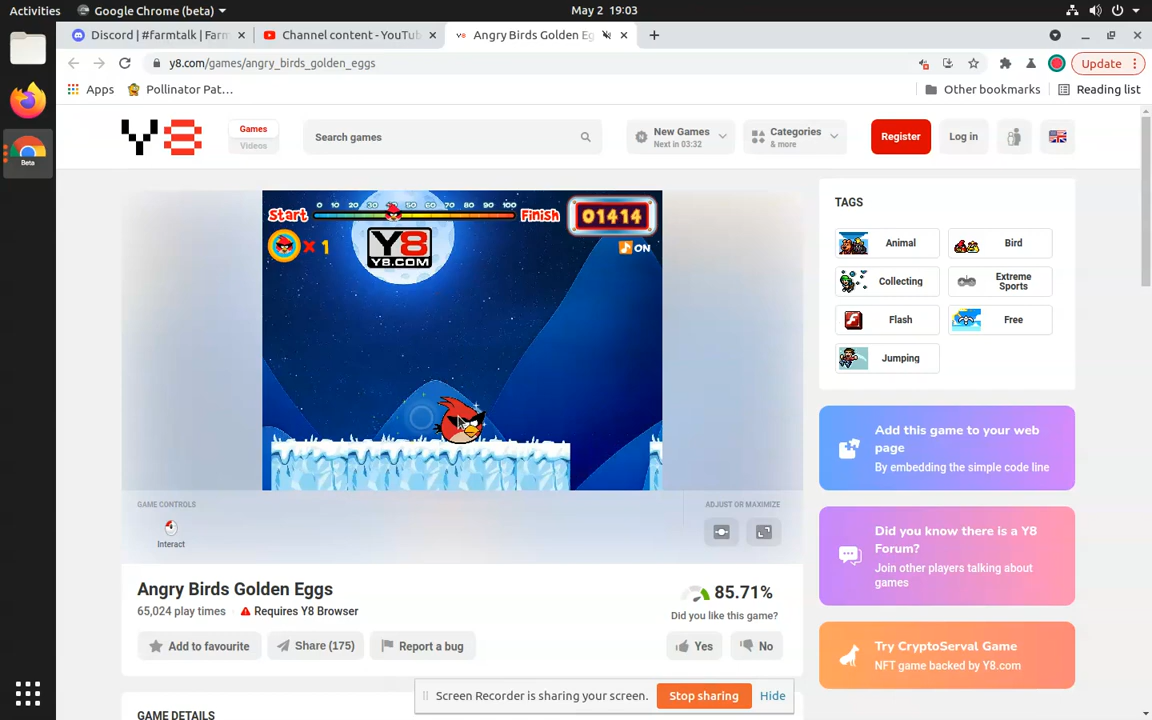 Activities
Google Chrome (beta)
May 2 19:03
Discord | #farmtalk | Farm
Channel content - YouTub
Y8 Angry Birds Golden Eg
y8.com/games/angry_birds_golden_eggs
Update
Apps
Pollinator Pat...
Other bookmarks
Reading list
Beta
Y8
Games
Videos
Search games
N
New Games
Next in 03:32
Categories
& more
Register
Log in
0 10 20 30 40 50 60 70 80 90 100
Start
Finish
01414
x 1
Y8
Y8.COM
ON
TAGS
Animal
Bird
Collecting
Extreme
Sports
Flash
Free
Jumping
Add this game to your web
page
By embedding the simple code line
GAME CONTROLS
ADJUST OR MAXIMIZE
Interact
Did you know there is a Y8
Forum?
Join other players talking about
games
Angry Birds Golden Eggs
65,024 play times
Requires Y8 Browser
85.71%
Did you like this game?
Add to favourite
Share (175)
Report a bug
Yes
No
Try CryptoServal Game
NFT game backed by Y8.com
Screen Recorder is sharing your screen.
Stop sharing
Hide
GAME DETAILS